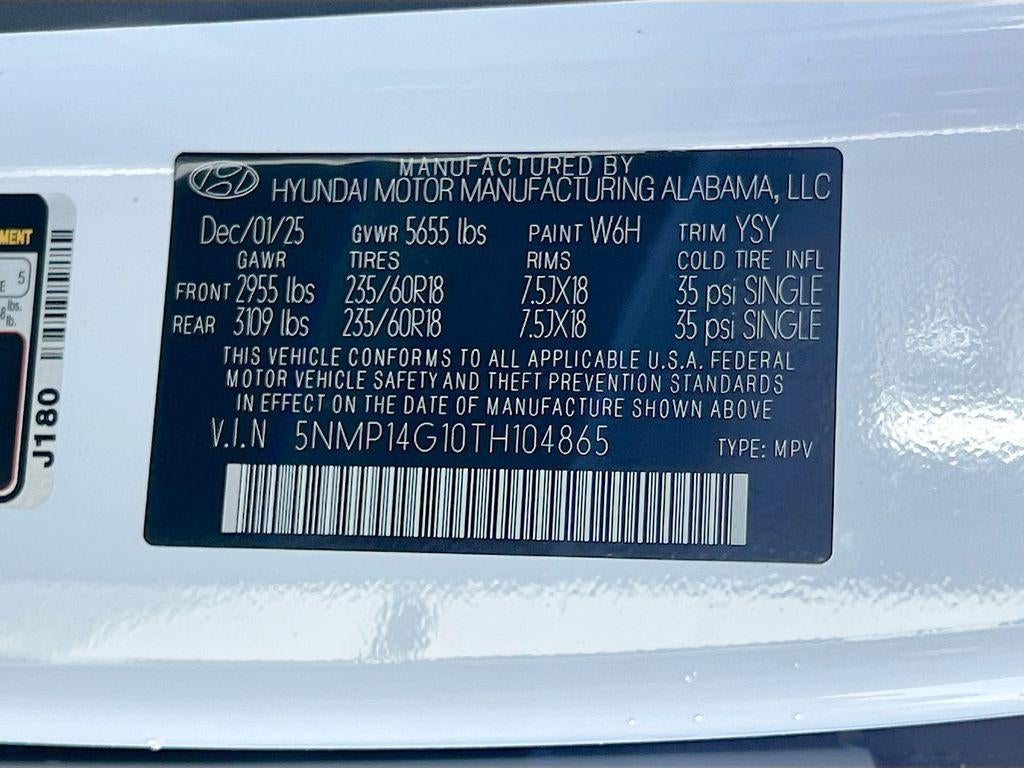 MANUFACTURED BY
HYUNDAI MOTOR MANUFACTURING ALABAMA, LLC
Dec/01/25 GVWR 5655 lbs PAINT W6H TRIM YSY
GAWR TIRES RIMS COLD TIRE INFL
FRONT 2955 lbs 235/60R18 7.5JX18 35 psi SINGLE
REAR 3109 lbs 235/60R18 7.5JX18 35 psi SINGLE
THIS VEHICLE CONFORMS TO ALL APPLICABLE U.S.A. FEDERAL
MOTOR VEHICLE SAFETY AND THEFT PREVENTION STANDARDS
IN EFFECT ON THE DATE OF MANUFACTURE SHOWN ABOVE
V.I.N 5NMP14G10TH104865 TYPE: MPV
5
lbs.
lb.
J180